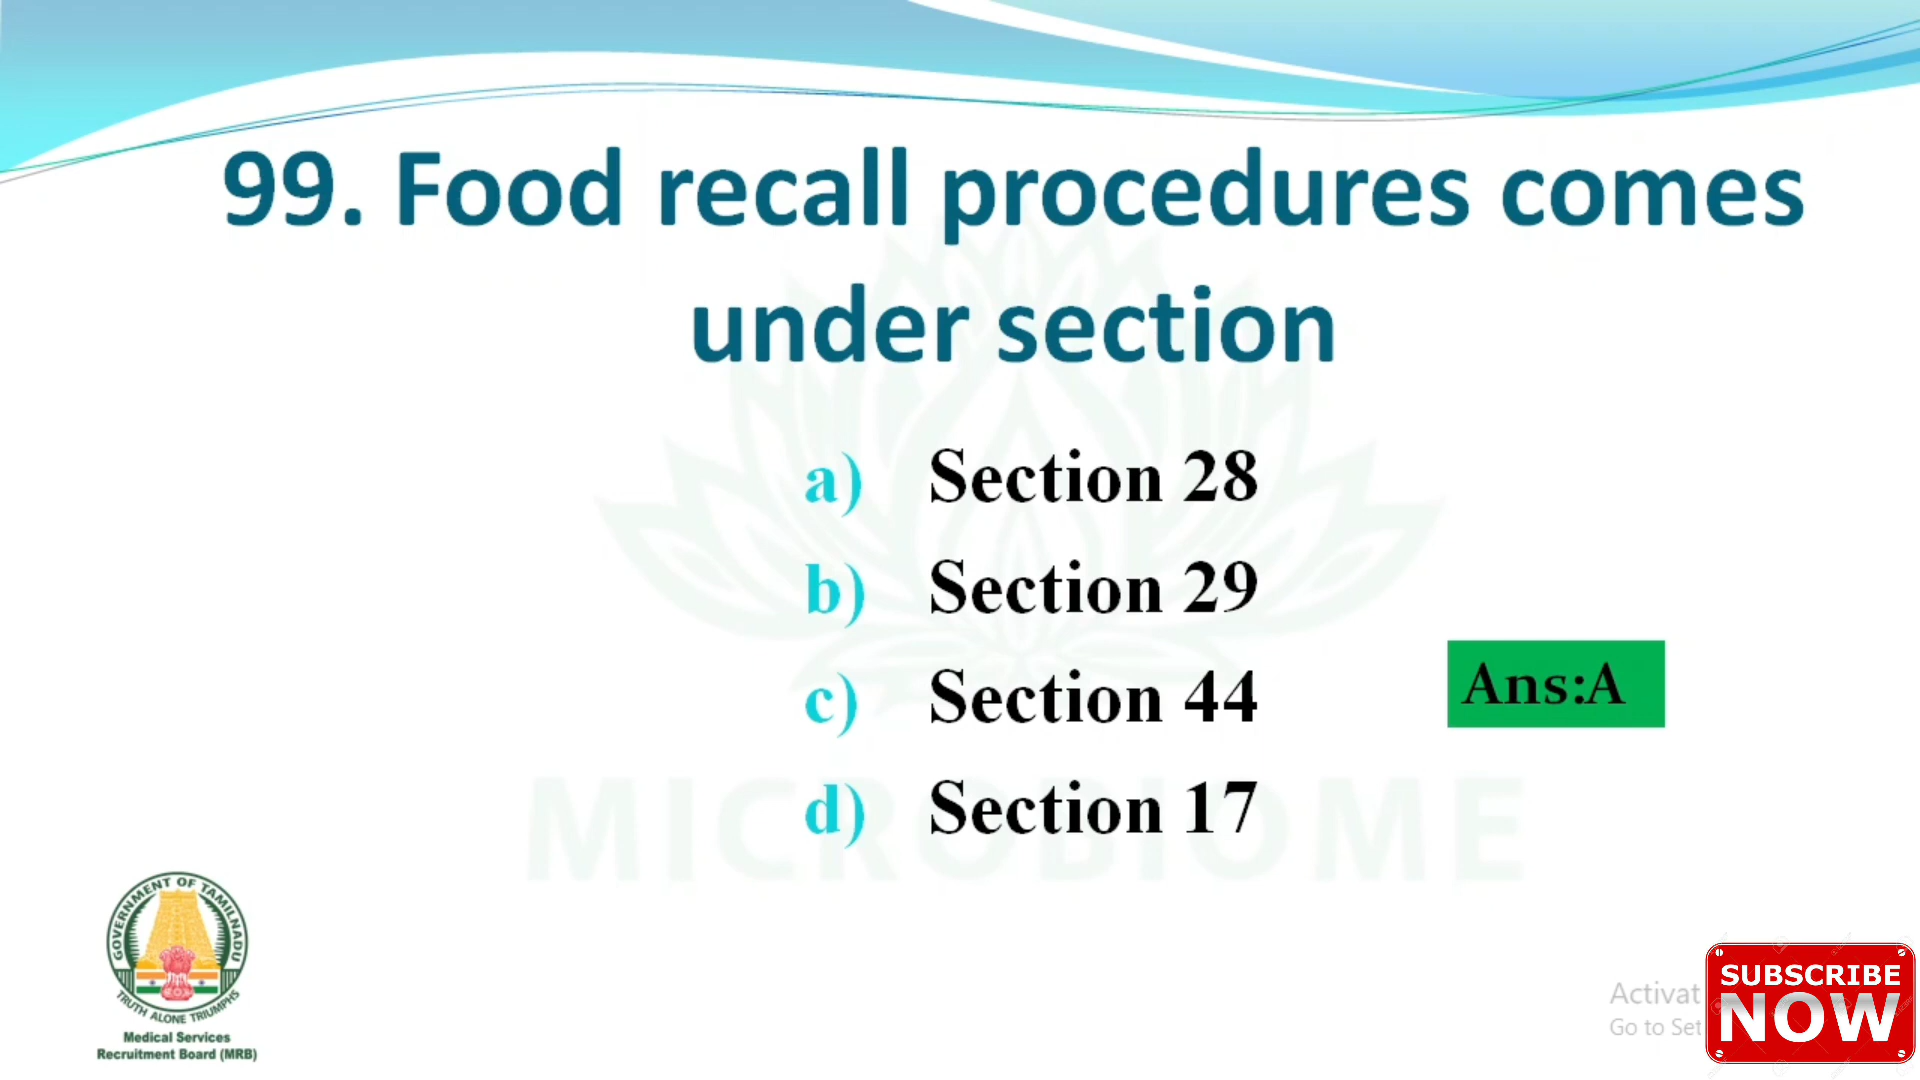 99. Food recall procedures comes
under section
a) Section 28
b) Section 29
c) Section 44
Ans:A
d) Section 17
MICROBIOME
GOVERNMENT OF TAMILNADU
TRUTH ALONE TRIUMPHS
Medical Services
Recruitment Board (MRB)
Activat
Go to Set
SUBSCRIBE
NOW